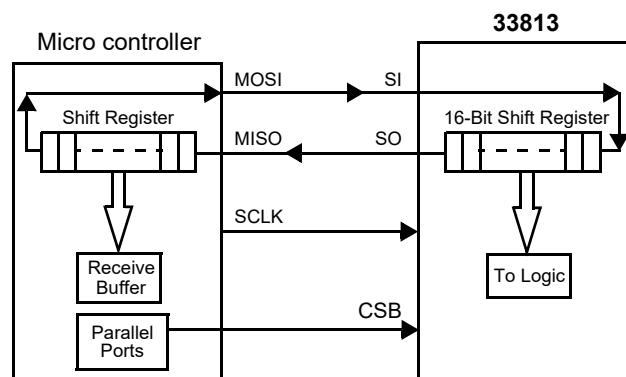 33813
Micro controller
MOSI
SI
Shift Register
16-Bit Shift Register
MISO
SO
SCLK
Receive
Buffer
To Logic
CSB
Parallel
Ports